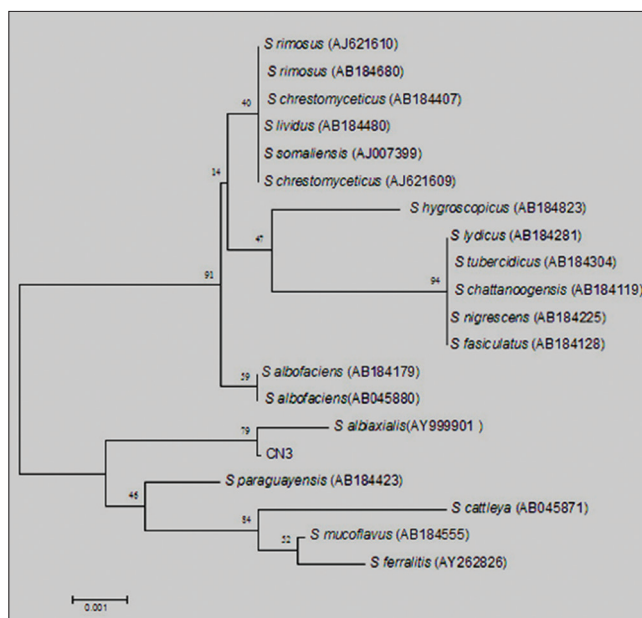 S rimosus (AJ621610)
S rimosus (AB184680)
40
S chrestomyceticus (AB184407)
S lividus (AB184480)
S somaliensis (AJ007399)
14
S chrestomyceticus (AJ621609)
S hygroscopicus (AB184823)
S lydicus (AB184281)
47
S tubercidicus (AB184304)
91
94
S chattanoogensis (AB184119)
S nigrescens (AB184225)
S fasiculatus (AB184128)
S albofaciens (AB184179)
59
S albofaciens(AB045880)
S albiaxialis(AY999901 )
79
CN3
S paraguayensis (AB184423)
46
S cattleya (AB045871)
84
S mucoflavus (AB184555)
52
S ferralitis (AY262826)
0.001